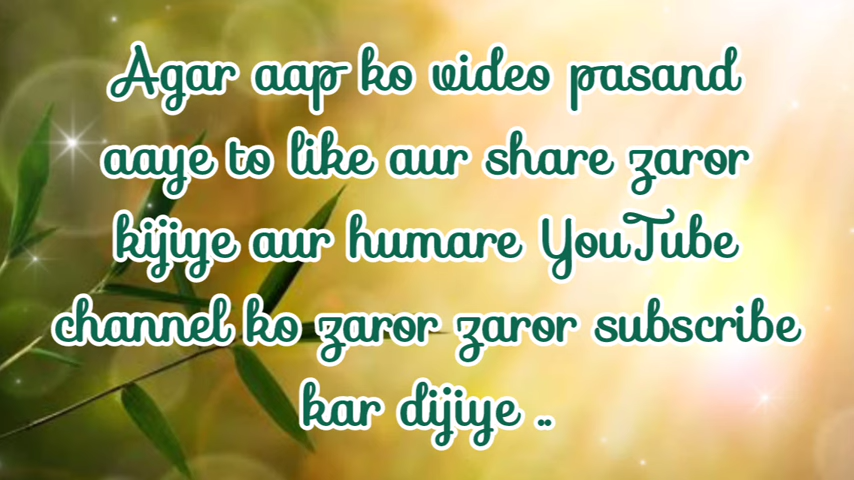 Agar aap ko video pasand
aaye to like aur share zaror
kijiye aur humare YouTube
channel ko zaror zaror subscribe
kar dijiye ..